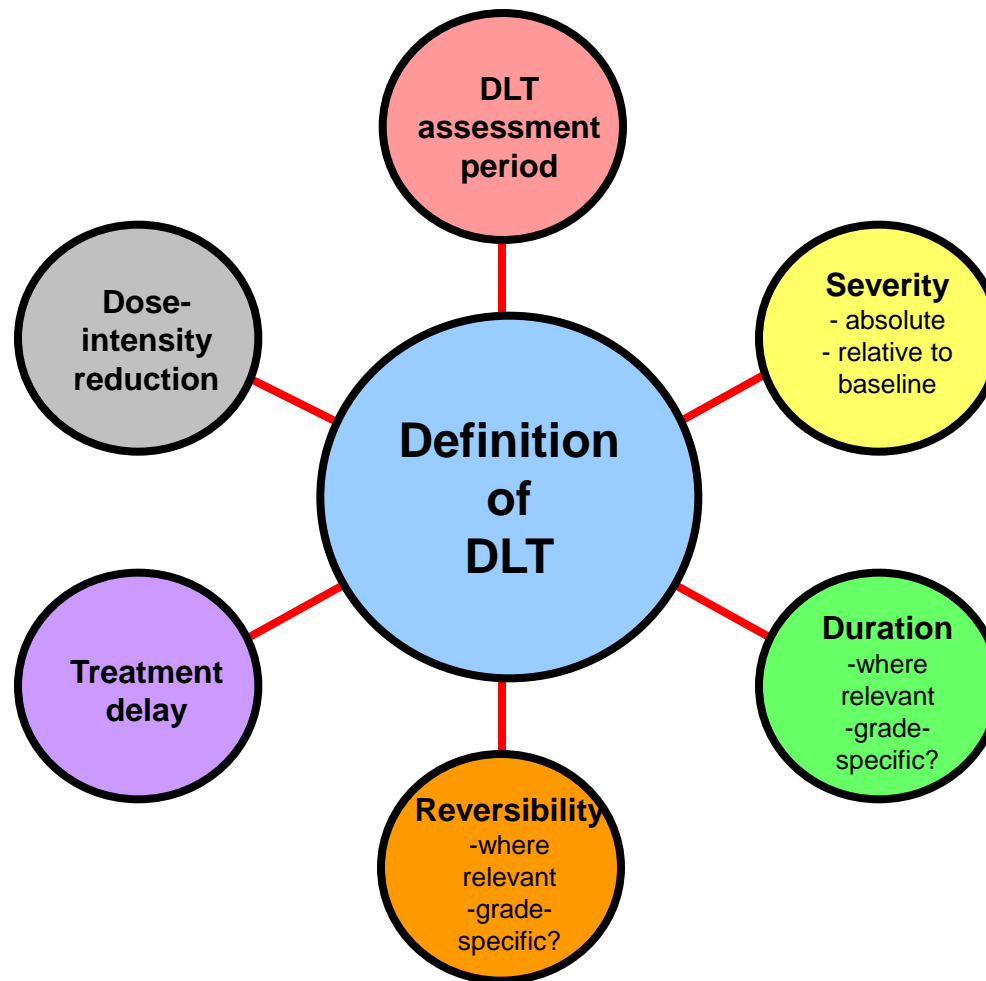 DLT
assessment
period
Dose-
intensity
reduction
Severity
- absolute
- relative to
baseline
Definition
of
DLT
Treatment
delay
Duration
-where
relevant
-grade-
specific?
Reversibility
-where
relevant
-grade-
specific?